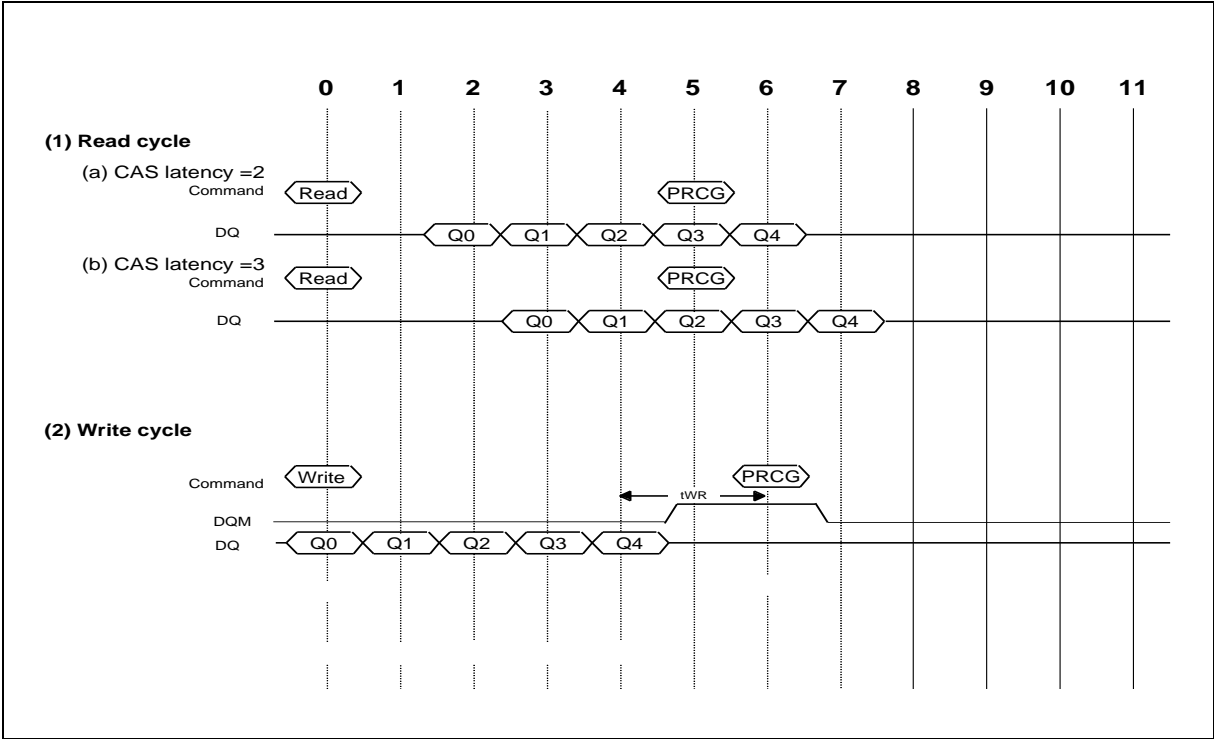 0 1 2 3 4 5 6 7 8 9 10 11
(1) Read cycle
(a) CAS latency =2
Command Read PRCG
DQ Q0 Q1 Q2 Q3 Q4
(b) CAS latency =3
Command Read PRCG
DQ Q0 Q1 Q2 Q3 Q4
(2) Write cycle
Command Write PRCG
tWR
DQM
DQ Q0 Q1 Q2 Q3 Q4